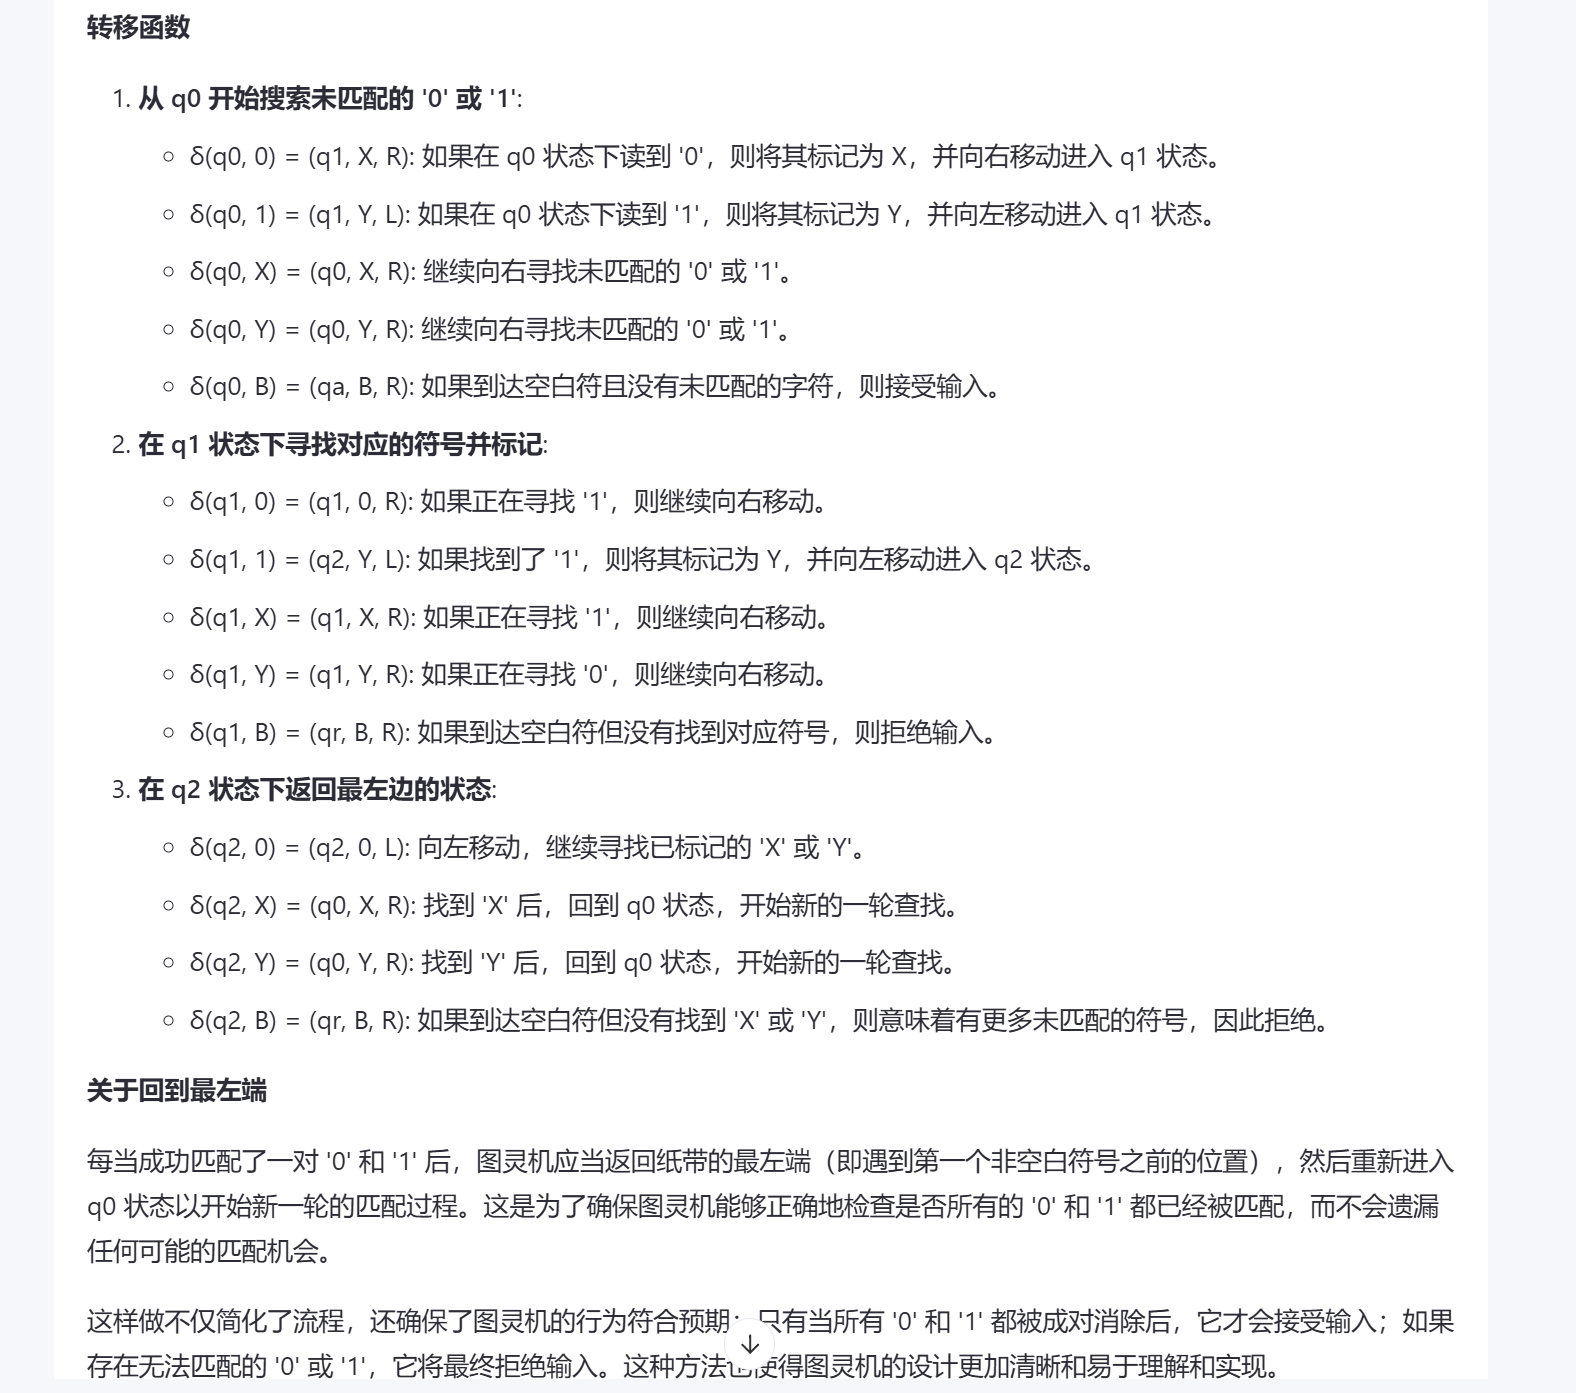 转移函数
1. 从 q0 开始搜索未匹配的 '0' 或 '1':
δ(q0, 0) = (q1, X, R): 如果在 q0 状态下读到 '0'，则将其标记为 X，并向右移动进入 q1 状态。
δ(q0, 1) = (q1, Y, L): 如果在 q0 状态下读到 '1'，则将其标记为 Y，并向左移动进入 q1 状态。
δ(q0, X) = (q0, X, R): 继续向右寻找未匹配的 '0' 或 '1'。
δ(q0, Y) = (q0, Y, R): 继续向右寻找未匹配的 '0' 或 '1'。
δ(q0, B) = (qa, B, R): 如果到达空白符且没有未匹配的字符，则接受输入。
2. 在 q1 状态下寻找对应的符号并标记:
δ(q1, 0) = (q1, 0, R): 如果正在寻找 '1'，则继续向右移动。
δ(q1, 1) = (q2, Y, L): 如果找到了 '1'，则将其标记为 Y，并向左移动进入 q2 状态。
δ(q1, X) = (q1, X, R): 如果正在寻找 '1'，则继续向右移动。
δ(q1, Y) = (q1, Y, R): 如果正在寻找 '0'，则继续向右移动。
δ(q1, B) = (qr, B, R): 如果到达空白符但没有找到对应符号，则拒绝输入。
3. 在 q2 状态下返回最左边的状态:
δ(q2, 0) = (q2, 0, L): 向左移动，继续寻找已标记的 'X' 或 'Y'。
δ(q2, X) = (q0, X, R): 找到 'X' 后，回到 q0 状态，开始新的一轮查找。
δ(q2, Y) = (q0, Y, R): 找到 'Y' 后，回到 q0 状态，开始新的一轮查找。
δ(q2, B) = (qr, B, R): 如果到达空白符但没有找到 'X' 或 'Y'，则意味着有更多未匹配的符号，因此拒绝。
关于回到最左端
每当成功匹配了一对 '0' 和 '1' 后，图灵机应当返回纸带的最左端（即遇到第一个非空白符号之前的位置），然后重新进入
q0 状态以开始新一轮的匹配过程。这是为了确保图灵机能够正确地检查是否所有的 '0' 和 '1' 都已经被匹配，而不会遗漏
任何可能的匹配机会。
这样做不仅简化了流程，还确保了图灵机的行为符合预期：只有当所有 '0' 和 '1' 都被成对消除后，它才会接受输入；如果
存在无法匹配的 '0' 或 '1'，它将最终拒绝输入。这种方法也使得图灵机的设计更加清晰和易于理解和实现。